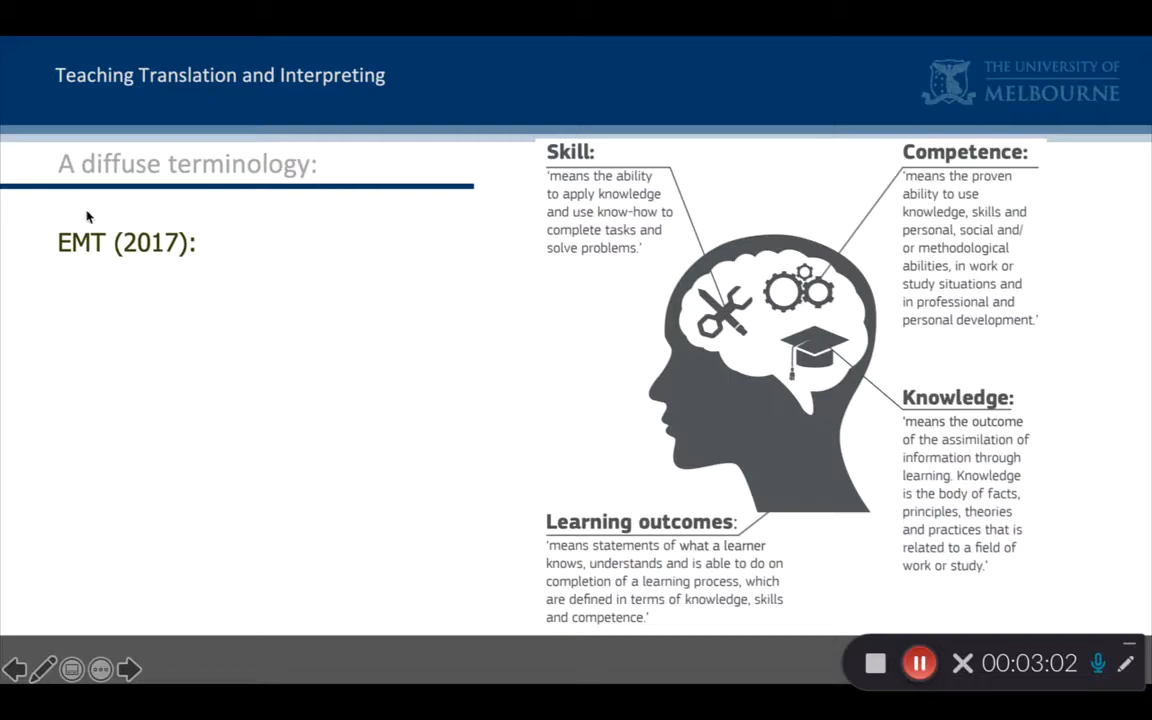 Teaching Translation and Interpreting
THE UNIVERSITY OF
MELBOURNE
A diffuse terminology:
EMT (2017):
Skill:
'means the ability
to apply knowledge
and use know-how to
complete tasks and
solve problems.'
Competence:
'means the proven
ability to use
knowledge, skills and
personal, social and/
or methodological
abilities, in work or
study situations and
in professional and
personal development.'
Knowledge:
'means the outcome
of the assimilation of
information through
learning. Knowledge
is the body of facts,
principles, theories
and practices that is
related to a field of
work or study.'
Learning outcomes:
'means statements of what a learner
knows, understands and is able to do on
completion of a learning process, which
are defined in terms of knowledge, skills
and competence.'
00:03:02